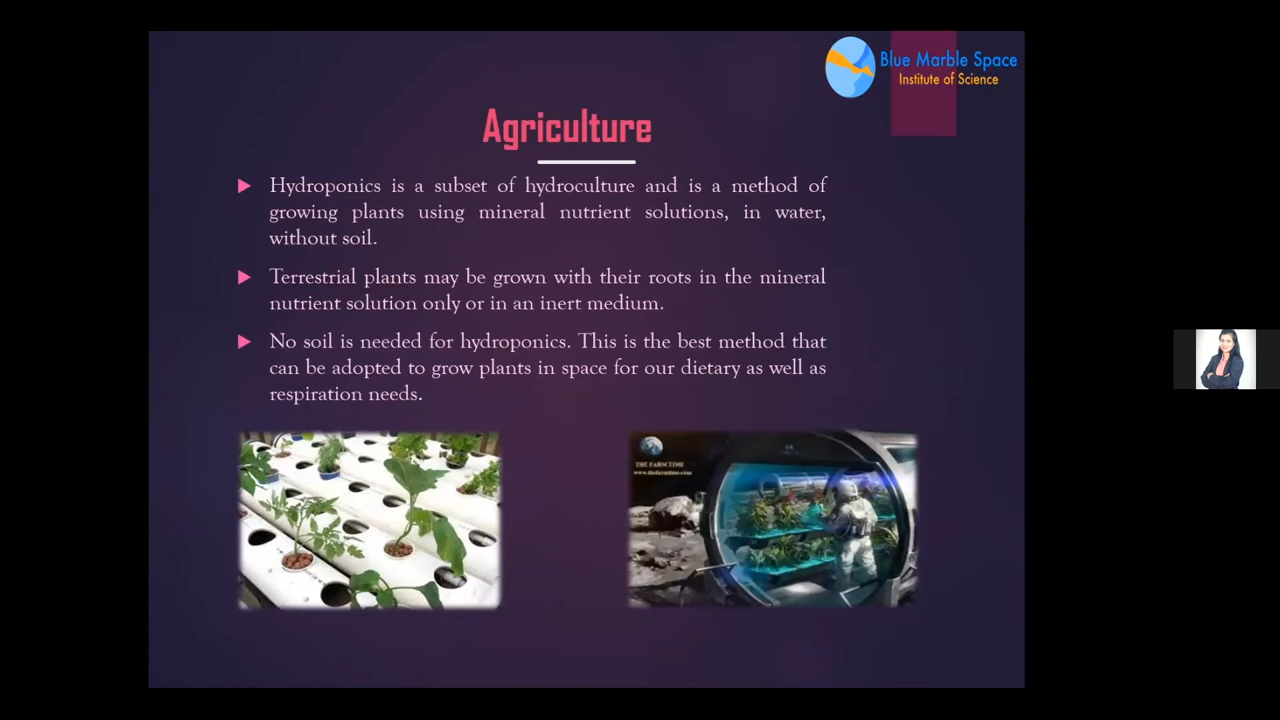 Blue Marble Space
Institute of Science
Agriculture
Hydroponics is a subset of hydroculture and is a method of
growing plants using mineral nutrient solutions, in water,
without soil.
Terrestrial plants may be grown with their roots in the mineral
nutrient solution only or in an inert medium.
No soil is needed for hydroponics. This is the best method that
can be adopted to grow plants in space for our dietary as well as
respiration needs.
THE FARM TIME